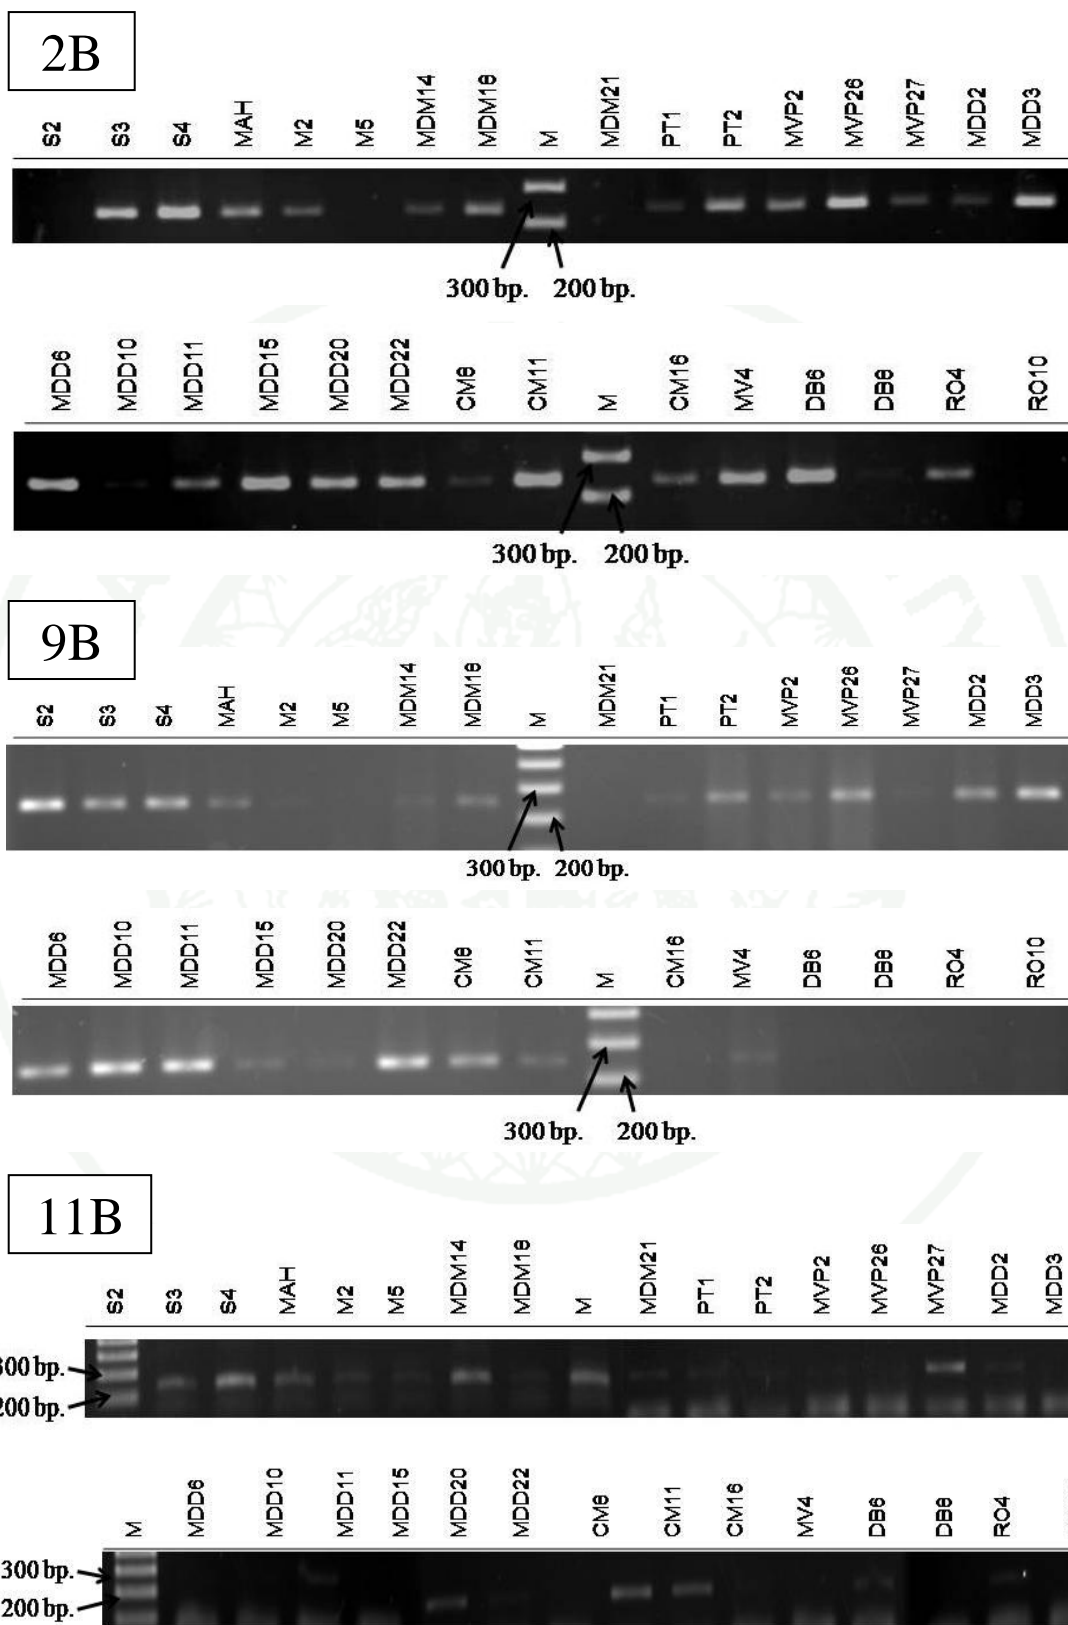 2B
S2 S3 S4 MAH M2 M5 MDM14 MDM18 M MDM21 PT1 PT2 MVP2 MVP26 MVP27 MDD2 MDD3
300 bp. 200 bp.
MDD6 MDD10 MDD11 MDD15 MDD20 MDD22 CM8 CM11 M CM16 MV4 DB6 DB8 RO4 RO10
300 bp. 200 bp.
9B
S2 S3 S4 MAH M2 M5 MDM14 MDM18 M MDM21 PT1 PT2 MVP2 MVP26 MVP27 MDD2 MDD3
300 bp. 200 bp.
MDD6 MDD10 MDD11 MDD15 MDD20 MDD22 CM8 CM11 M CM16 MV4 DB6 DB8 RO4 RO10
300 bp. 200 bp.
11B
S2 S3 S4 MAH M2 M5 MDM14 MDM18 M MDM21 PT1 PT2 MVP2 MVP26 MVP27 MDD2 MDD3
300 bp.
200 bp.
M MDD6 MDD10 MDD11 MDD15 MDD20 MDD22 CM8 CM11 CM16 MV4 DB6 DB8 RO4
300 bp.
200 bp.